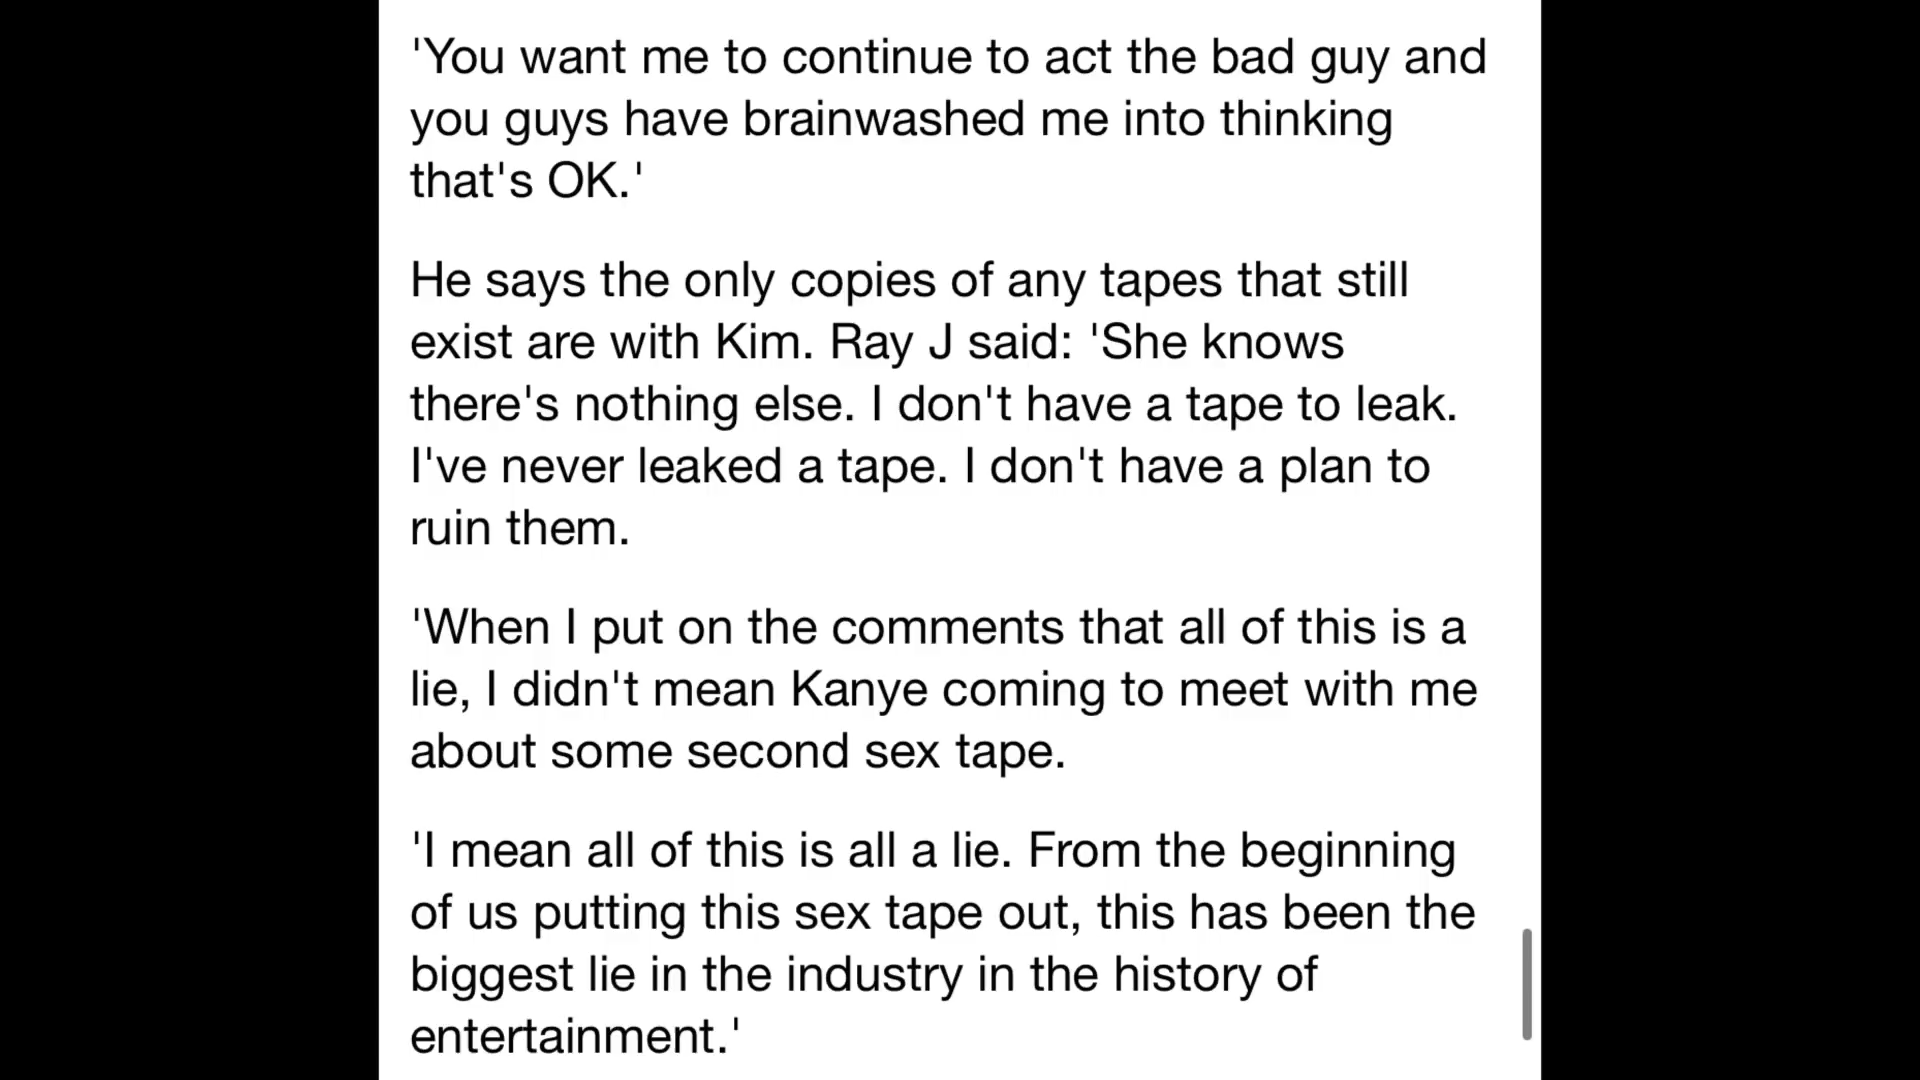 'You want me to continue to act the bad guy and
you guys have brainwashed me into thinking
that's OK.'
He says the only copies of any tapes that still
exist are with Kim. Ray J said: 'She knows
there's nothing else. I don't have a tape to leak.
I've never leaked a tape. I don't have a plan to
ruin them.
'When I put on the comments that all of this is a
lie, I didn't mean Kanye coming to meet with me
about some second sex tape.
'I mean all of this is all a lie. From the beginning
of us putting this sex tape out, this has been the
biggest lie in the industry in the history of
entertainment.'